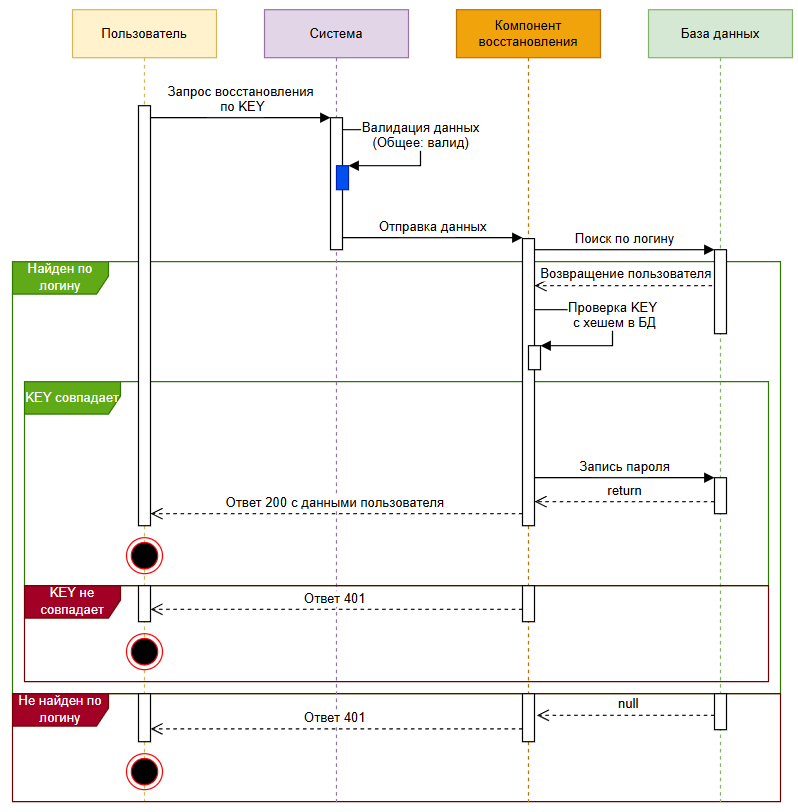 Пользователь
Система
Компонент
восстановления
База данных
Запрос восстановления
по KEY
Валидация данных
(Общее: валид)
Отправка данных
Поиск по логину
Найден по
логину
Возвращение пользователя
Проверка KEY
с хешем в БД
KEY совпадает
Запись пароля
return
Ответ 200 с данными пользователя
KEY не
совпадает
Ответ 401
Не найден по
логину
null
Ответ 401